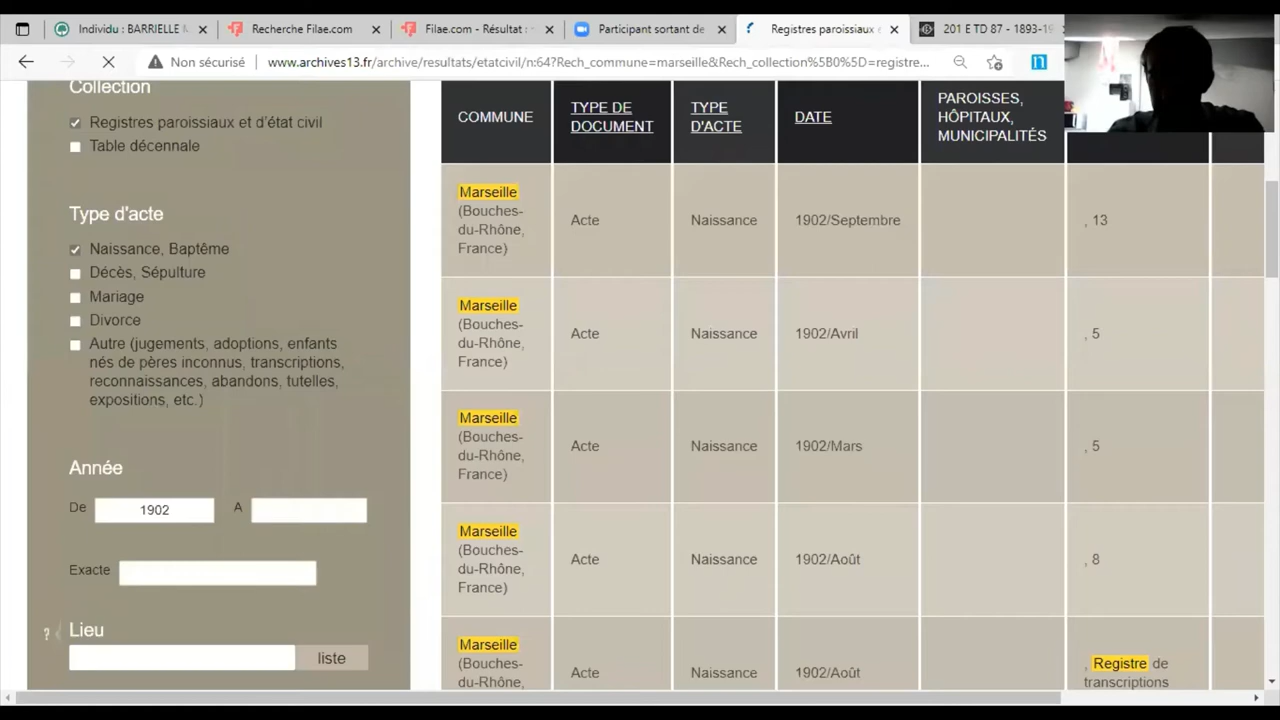 Individu : BARRIELLE M
Recherche Filae.com
Filae.com - Résultat :
Participant sortant de
Registres paroissiaux e
201 E TD 87 - 1893-19
Non sécurisé
www.archives13.fr/archive/resultats/etatcivil/n:64?Rech_commune=marseille&Rech_collection%5B0%5D=registre...
Collection
Registres paroissiaux et d'état civil
Table décennale
Type d'acte
Naissance, Baptême
Décès, Sépulture
Mariage
Divorce
Autre (jugements, adoptions, enfants
nés de pères inconnus, transcriptions,
reconnaissances, abandons, tutelles,
expositions, etc.)
Année
De 1902 A
Exacte
? Lieu
liste
COMMUNE
TYPE DE
DOCUMENT
TYPE
D'ACTE
DATE
PAROISSES,
HÔPITAUX,
MUNICIPALITÉS
Marseille
(Bouches-
du-Rhône,
France)
Acte
Naissance
1902/Septembre
, 13
Marseille
(Bouches-
du-Rhône,
France)
Acte
Naissance
1902/Avril
, 5
Marseille
(Bouches-
du-Rhône,
France)
Acte
Naissance
1902/Mars
, 5
Marseille
(Bouches-
du-Rhône,
France)
Acte
Naissance
1902/Août
, 8
Marseille
(Bouches-
du-Rhône,
Acte
Naissance
1902/Août
, Registre de
transcriptions